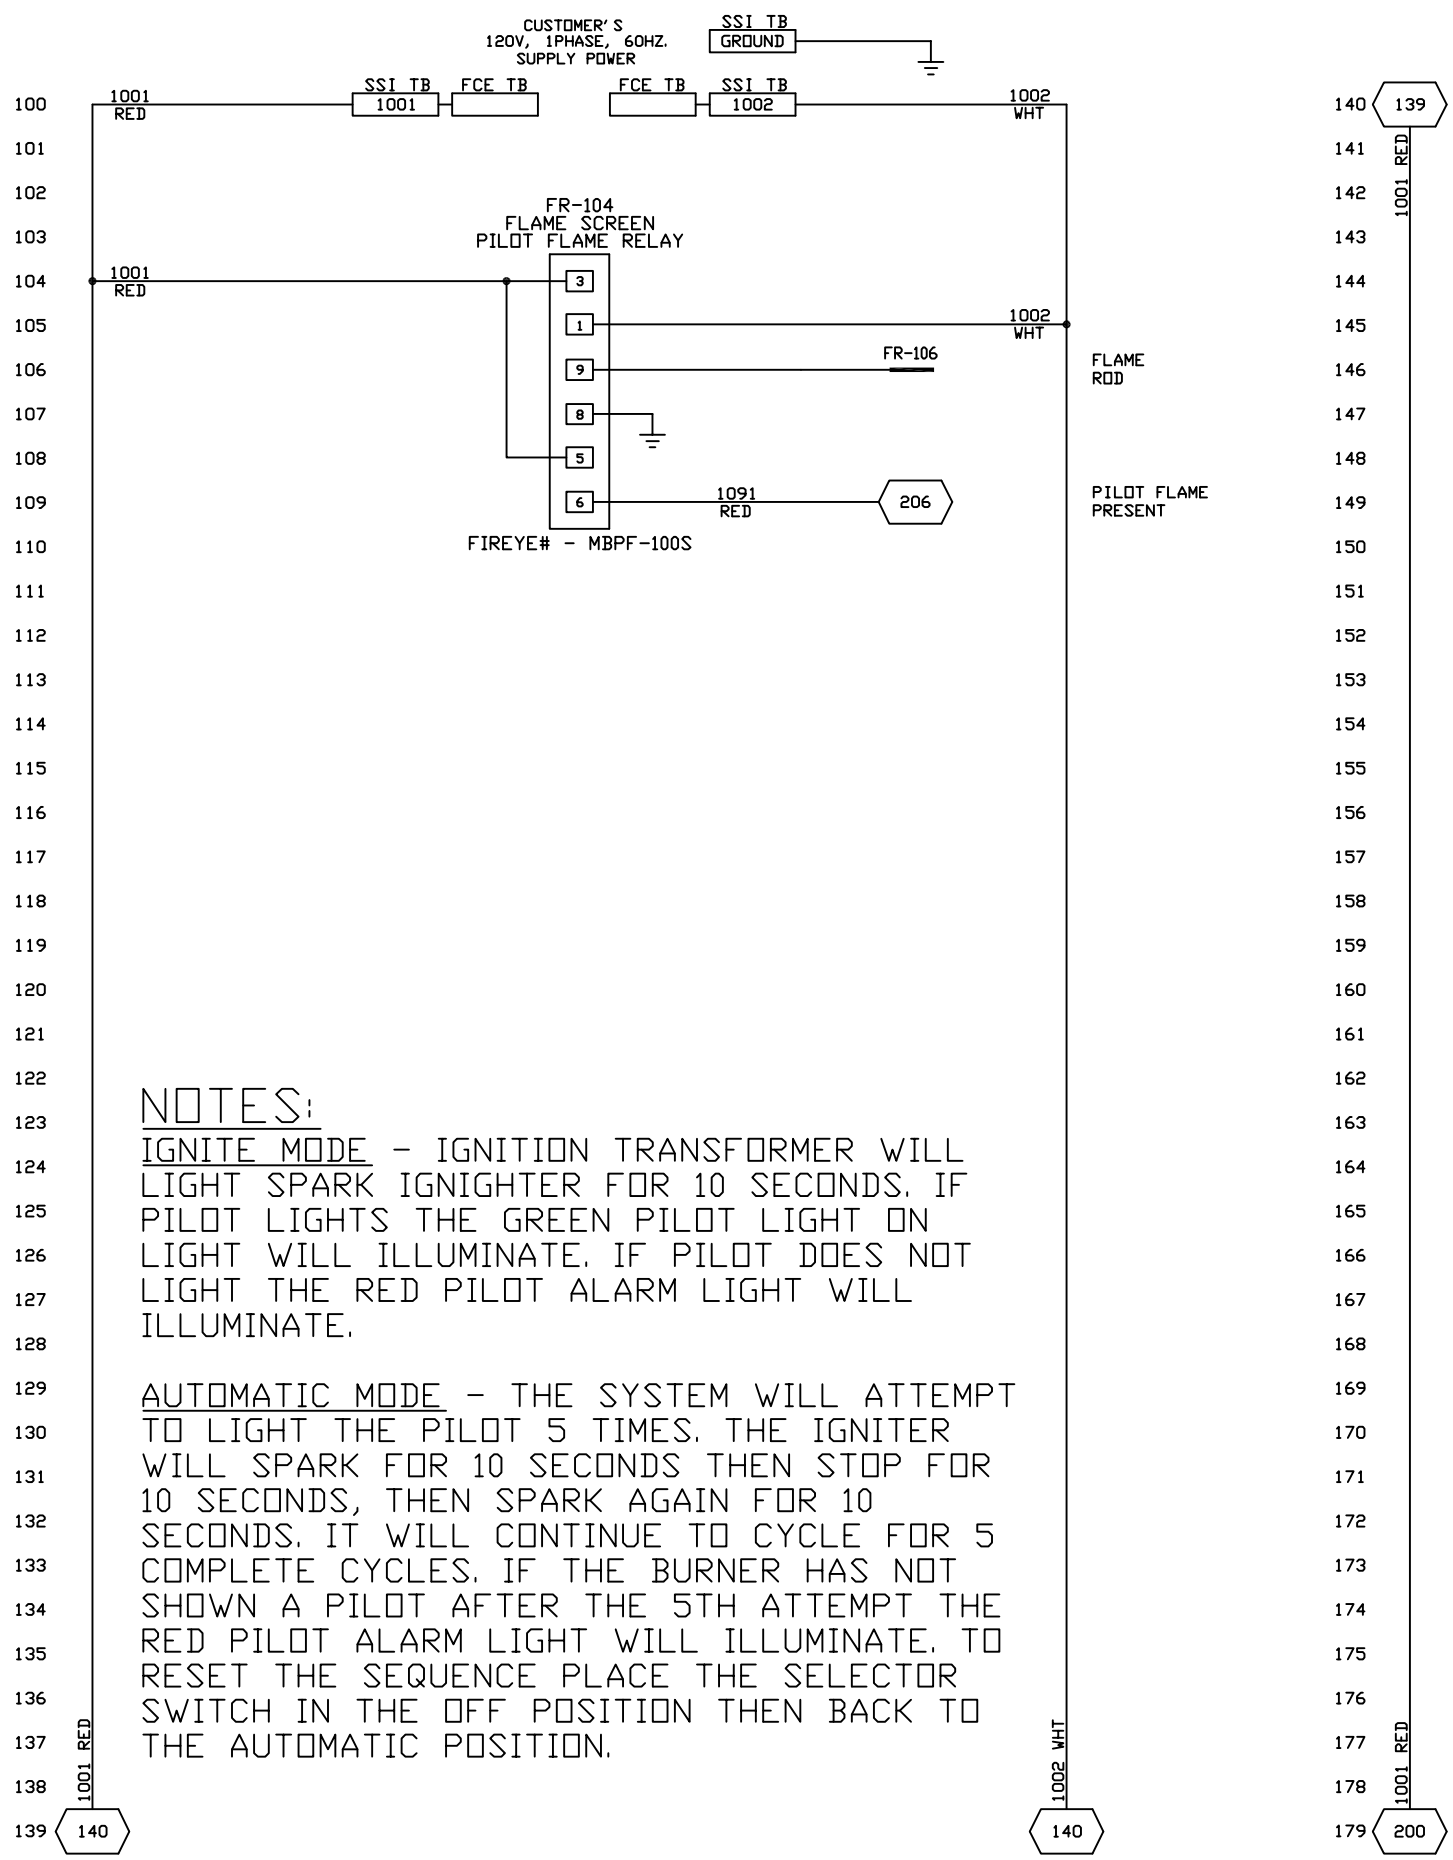 CUSTOMER'S
120V, 1PHASE, 60HZ.
SUPPLY POWER
SSI TB
GROUND
SSI TB
FCE TB
FCE TB
SSI TB
100
1001
RED
1001
1002
1002
WHT
101
102
103
FR-104
FLAME SCREEN
PILOT FLAME RELAY
104
1001
RED
3
105
1
1002
WHT
106
9
FR-106
FLAME
ROD
107
8
108
5
109
6
1091
RED
206
PILOT FLAME
PRESENT
110
FIREYE# - MBPF-100S
111
112
113
114
115
116
117
118
119
120
121
122
123
124
125
126
127
128
129
130
131
132
133
134
135
136
137
138
139
NOTES:
IGNITE MODE - IGNITION TRANSFORMER WILL
LIGHT SPARK IGNIGHTER FOR 10 SECONDS. IF
PILOT LIGHTS THE GREEN PILOT LIGHT ON
LIGHT WILL ILLUMINATE. IF PILOT DOES NOT
LIGHT THE RED PILOT ALARM LIGHT WILL
ILLUMINATE.
AUTOMATIC MODE - THE SYSTEM WILL ATTEMPT
TO LIGHT THE PILOT 5 TIMES. THE IGNITER
WILL SPARK FOR 10 SECONDS THEN STOP FOR
10 SECONDS, THEN SPARK AGAIN FOR 10
SECONDS. IT WILL CONTINUE TO CYCLE FOR 5
COMPLETE CYCLES. IF THE BURNER HAS NOT
SHOWN A PILOT AFTER THE 5TH ATTEMPT THE
RED PILOT ALARM LIGHT WILL ILLUMINATE. TO
RESET THE SEQUENCE PLACE THE SELECTOR
SWITCH IN THE OFF POSITION THEN BACK TO
THE AUTOMATIC POSITION.
1001 RED
140
1002 WHT
140
140
139
1001 RED
141
142
143
144
145
146
147
148
149
150
151
152
153
154
155
156
157
158
159
160
161
162
163
164
165
166
167
168
169
170
171
172
173
174
175
176
177
178
1001 RED
179
200